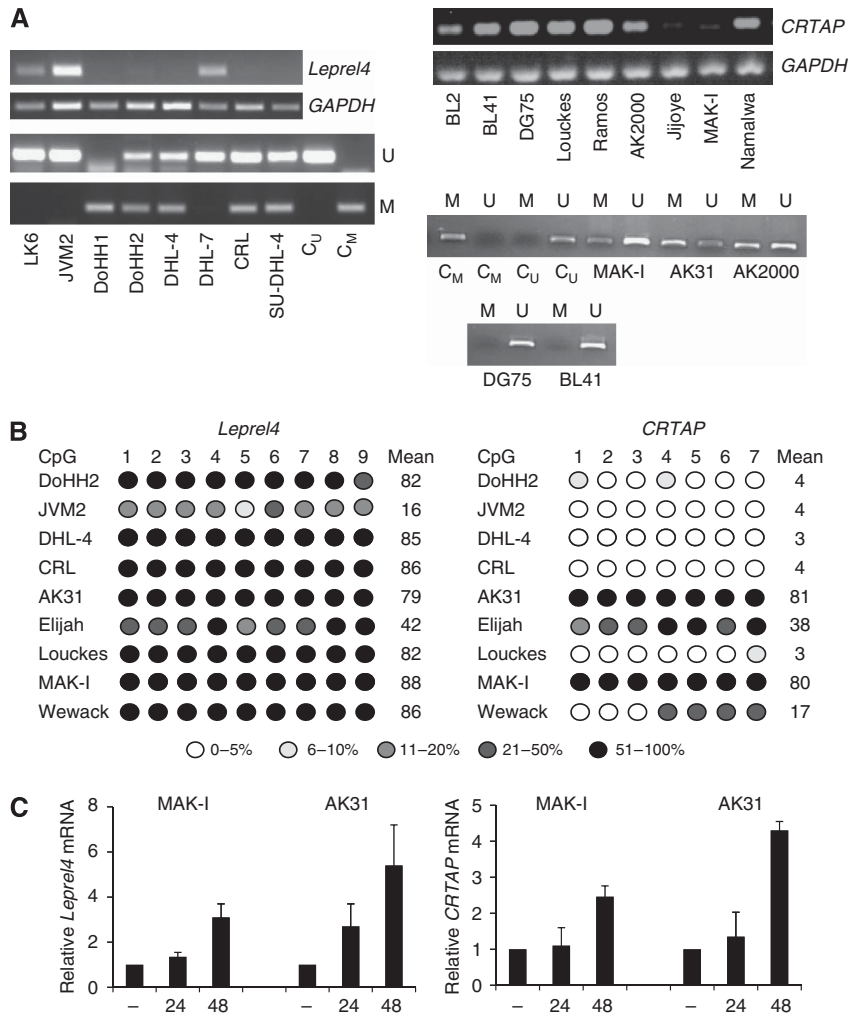 A
Leprel4
GAPDH
U
M
LK6 JVM2 DoHH1 DoHH2 DHL-4 DHL-7 CRL SU-DHL-4 CU CM
CRTAP
GAPDH
BL2 BL41 DG75 Louckes Ramos AK2000 Jijoye MAK-I Namalwa
M U M U M U M U M U
CM CM CU CU MAK-I AK31 AK2000
M U M U
DG75 BL41
B
Leprel4
CpG 1 2 3 4 5 6 7 8 9 Mean
DoHH2 82
JVM2 16
DHL-4 85
CRL 86
AK31 79
Elijah 42
Louckes 82
MAK-I 88
Wewack 86
CRTAP
CpG 1 2 3 4 5 6 7 Mean
DoHH2 4
JVM2 4
DHL-4 3
CRL 4
AK31 81
Elijah 38
Louckes 3
MAK-I 80
Wewack 17
0–5% 6–10% 11–20% 21–50% 51–100%
C
Relative Leprel4 mRNA
8
6
4
2
0
MAK-I AK31
– 24 48 – 24 48
Relative CRTAP mRNA
5
4
3
2
1
0
MAK-I AK31
– 24 48 – 24 48